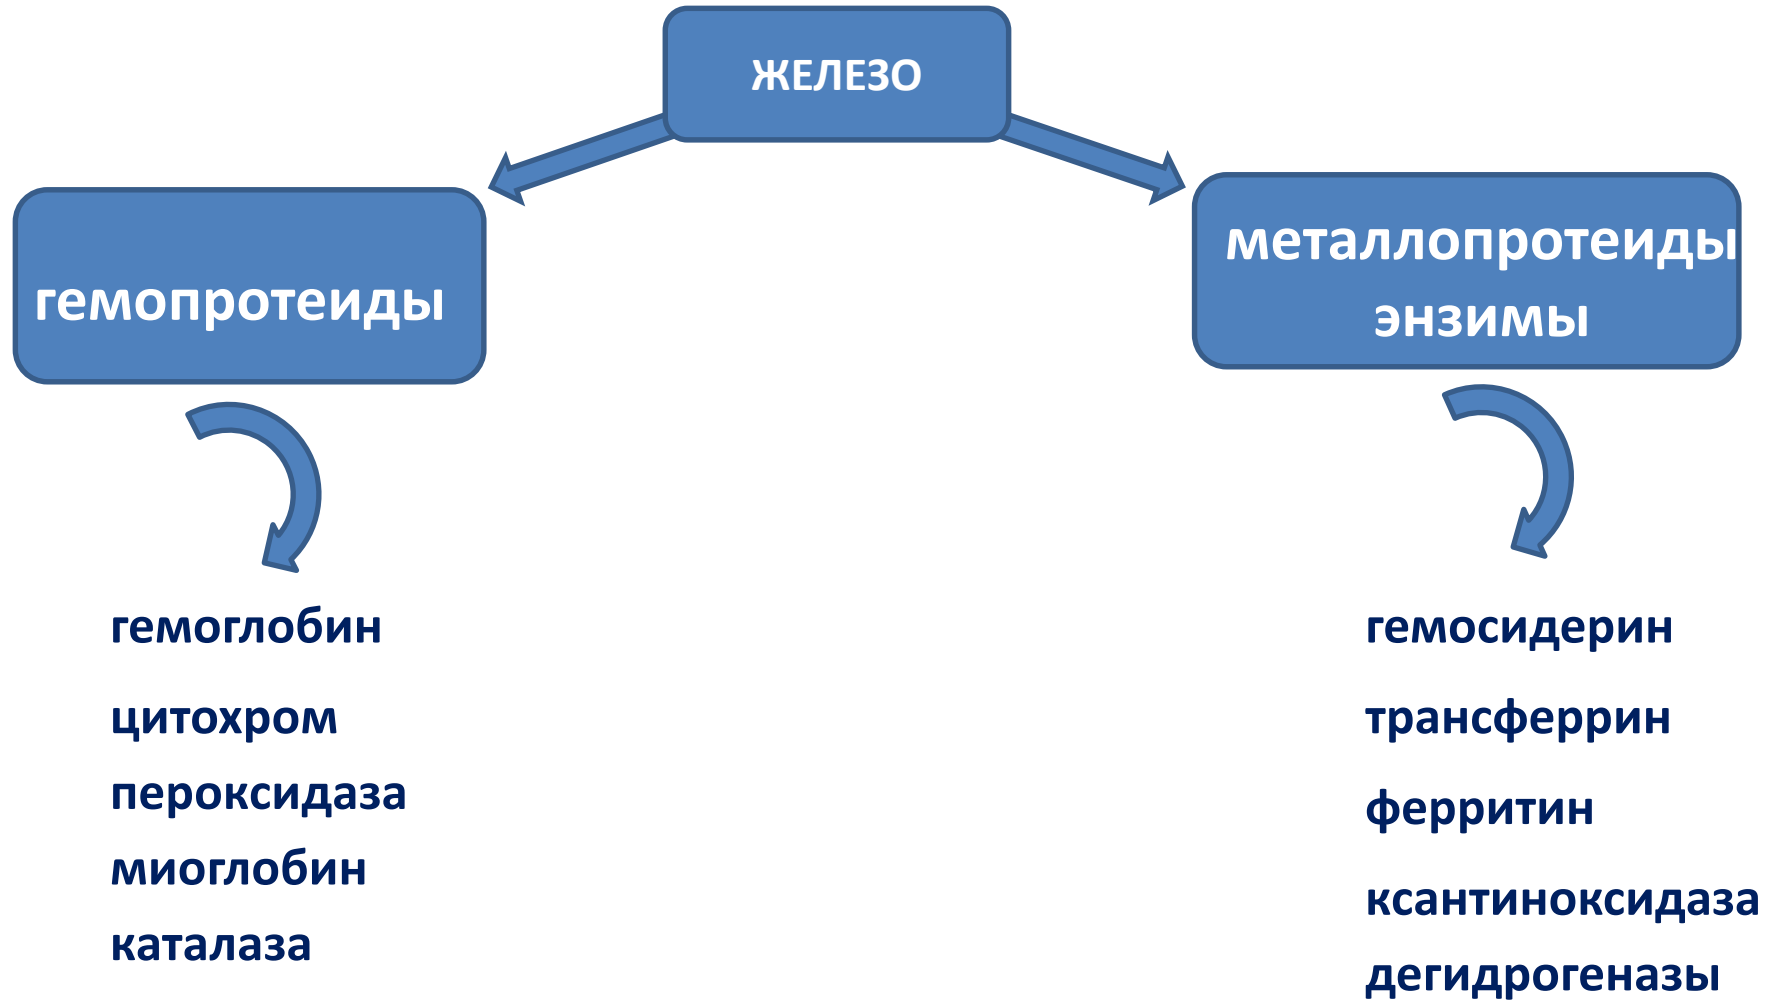 ЖЕЛЕЗО
гемопротеиды
металлопротеиды
энзимы
гемоглобин
цитохром
пероксидаза
миоглобин
каталаза
гемосидерин
трансферрин
ферритин
ксантиноксидаза
дегидрогеназы